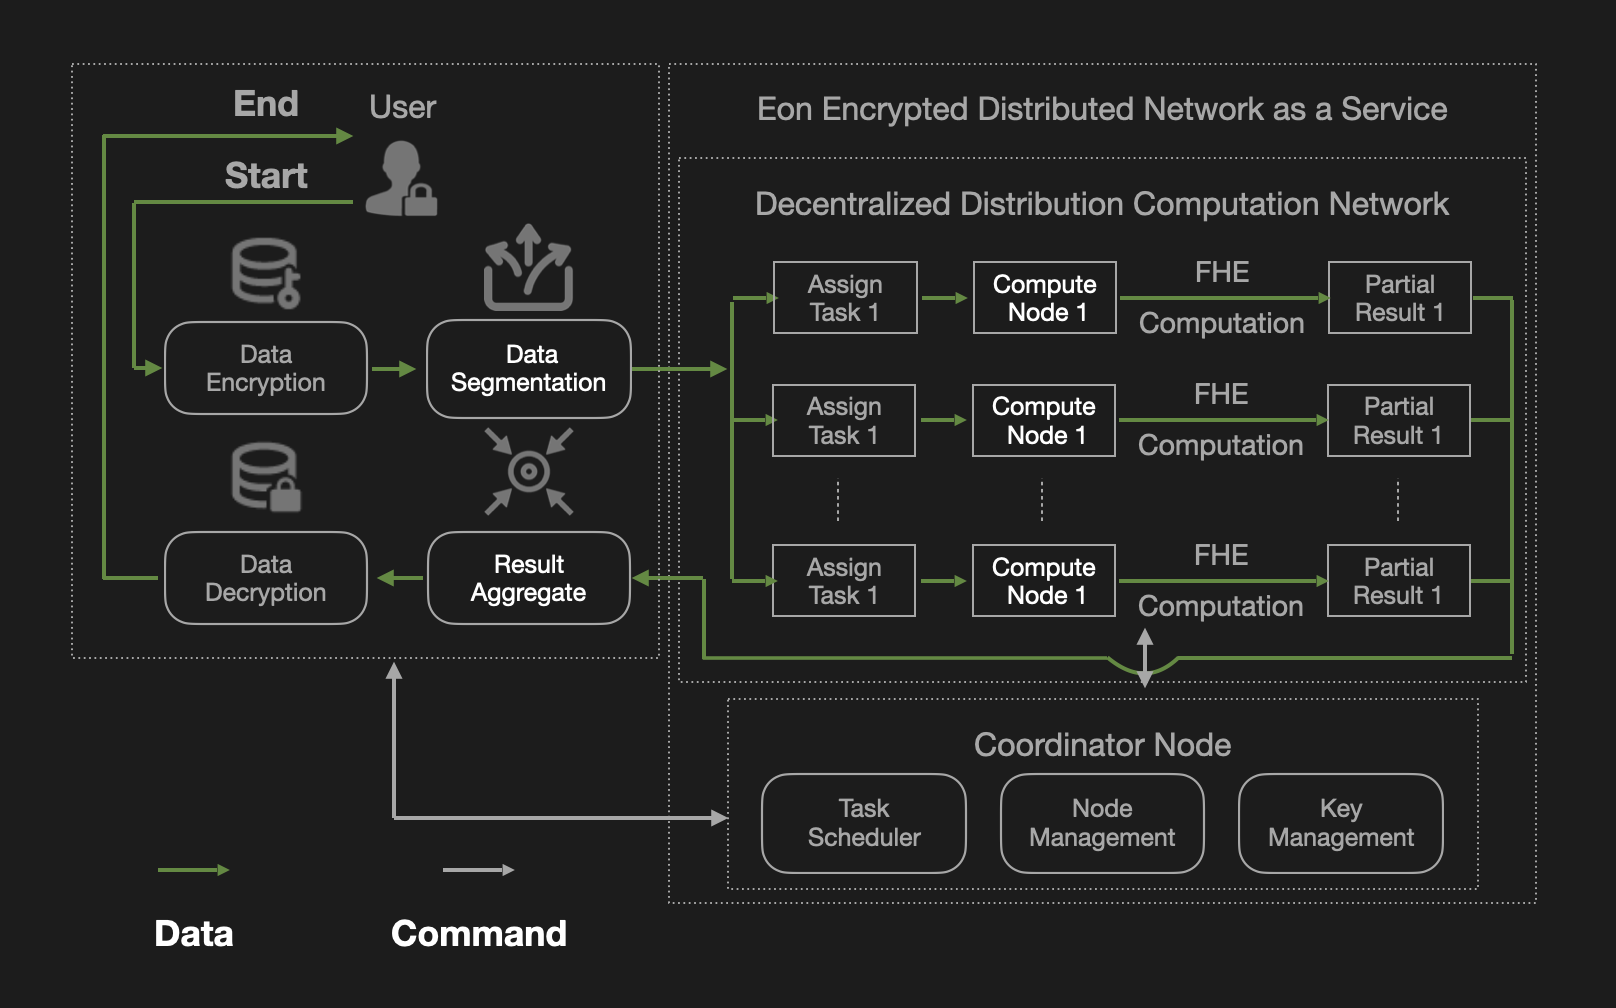 End
User
Start
Data
Encryption
Data
Segmentation
Data
Decryption
Result
Aggregate
Eon Encrypted Distributed Network as a Service
Decentralized Distribution Computation Network
Assign
Task 1
Compute
Node 1
FHE
Computation
Partial
Result 1
Assign
Task 1
Compute
Node 1
FHE
Computation
Partial
Result 1
Assign
Task 1
Compute
Node 1
FHE
Computation
Partial
Result 1
Coordinator Node
Task
Scheduler
Node
Management
Key
Management
Data
Command